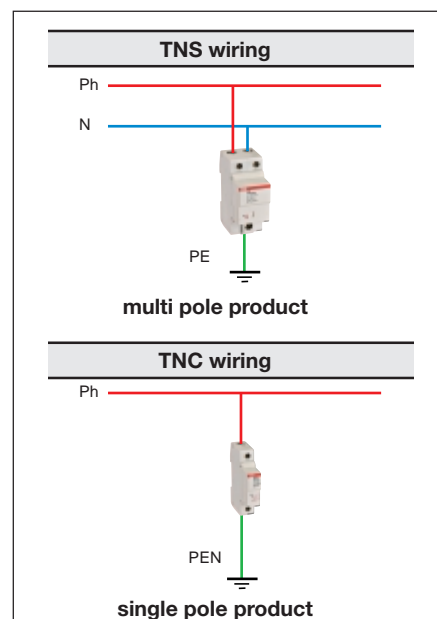 TNS wiring
Ph
N
PE
multi pole product
TNC wiring
Ph
PEN
single pole product